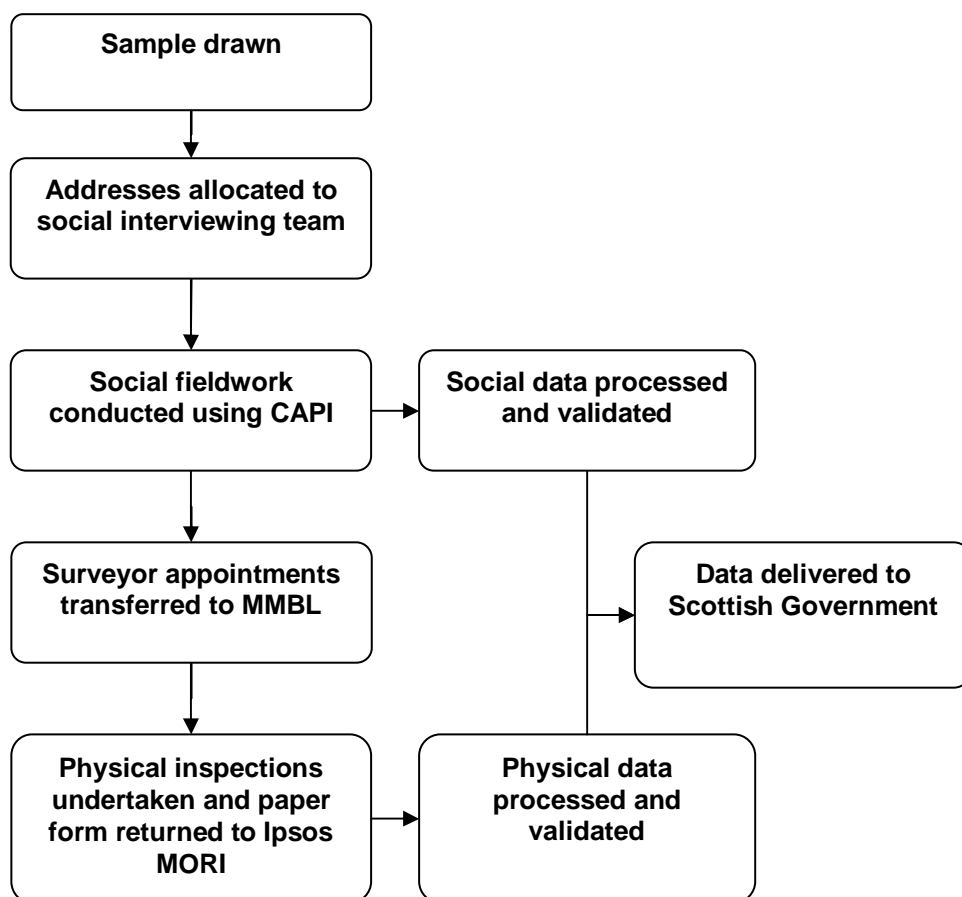 Sample drawn
Addresses allocated to
social interviewing team
Social fieldwork
conducted using CAPI
Social data processed
and validated
Surveyor appointments
transferred to MMBL
Data delivered to
Scottish Government
Physical inspections
undertaken and paper
form returned to Ipsos
MORI
Physical data
processed and
validated